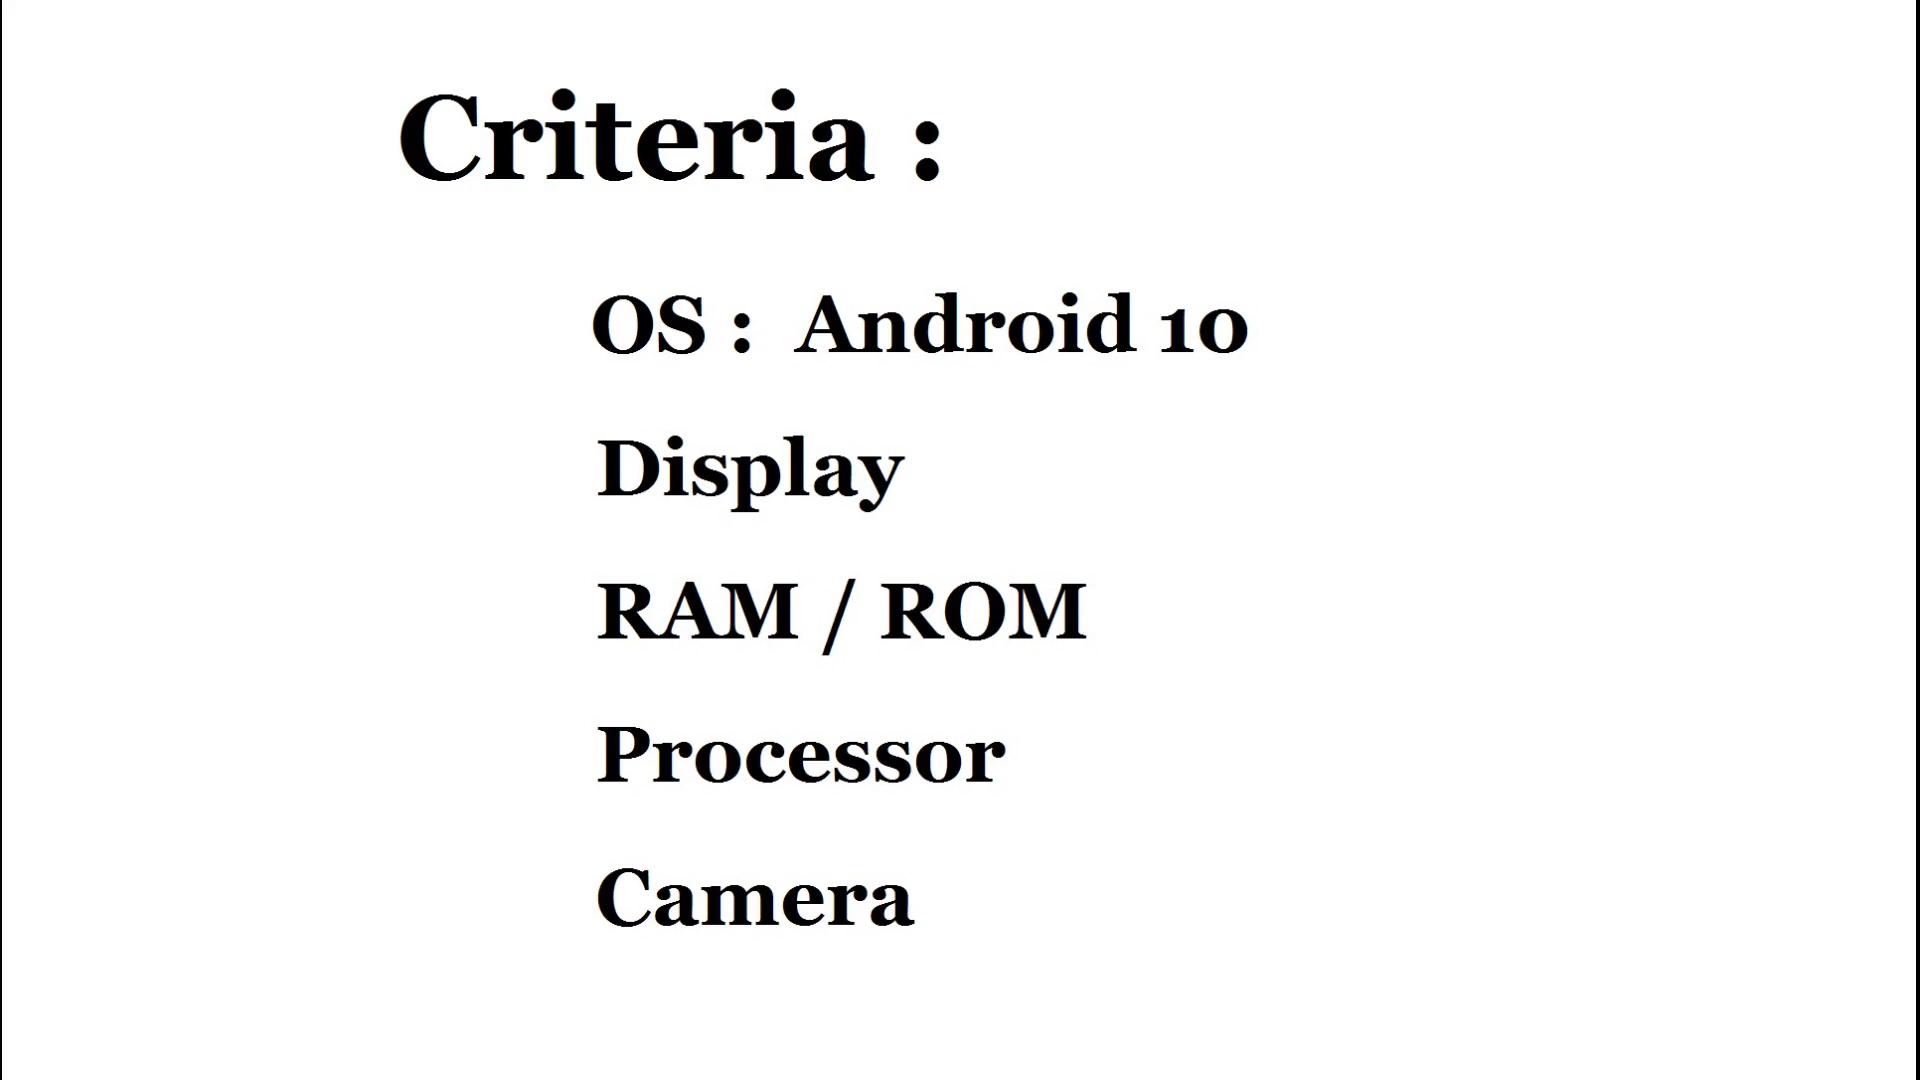 Criteria :
OS :  Android 10
Display
RAM / ROM
Processor
Camera